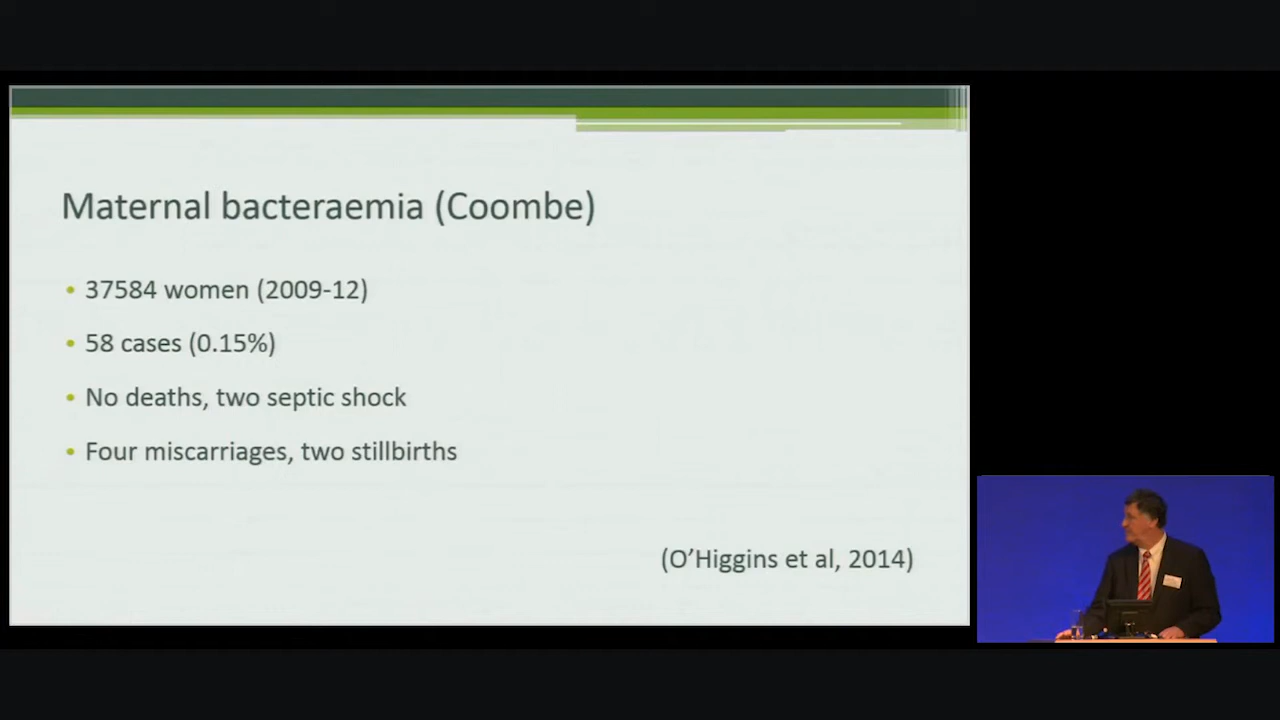 Maternal bacteraemia (Coombe)
• 37584 women (2009-12)
• 58 cases (0.15%)
• No deaths, two septic shock
• Four miscarriages, two stillbirths
(O’Higgins et al, 2014)